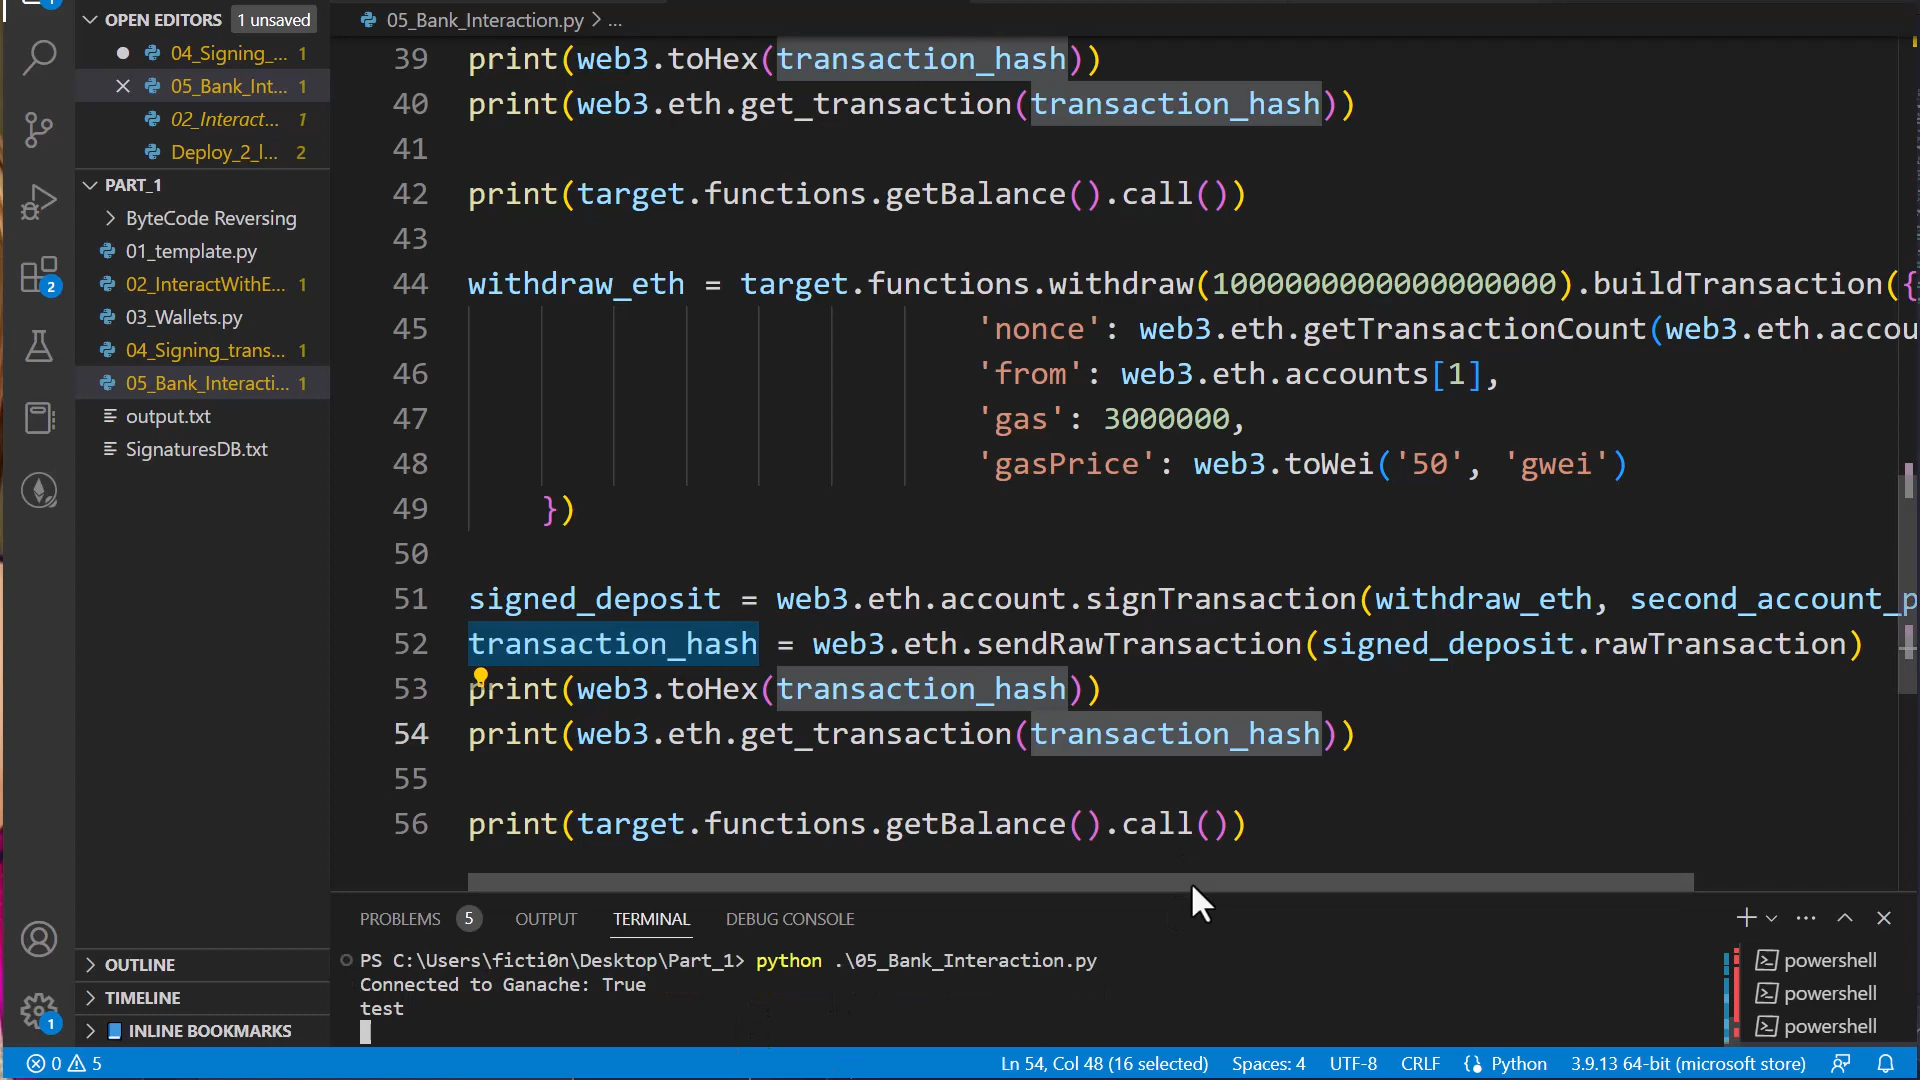 OPEN EDITORS 1 unsaved
04_Signing_... 1
05_Bank_Int... 1
02_Interact... 1
Deploy_2_l... 2
PART_1
ByteCode Reversing
01_template.py
02_InteractWithE... 1
03_Wallets.py
04_Signing_trans... 1
05_Bank_Interacti... 1
output.txt
SignaturesDB.txt
OUTLINE
TIMELINE
INLINE BOOKMARKS
2
1
05_Bank_Interaction.py > ...
39 print(web3.toHex(transaction_hash))
40 print(web3.eth.get_transaction(transaction_hash))
41
42 print(target.functions.getBalance().call())
43
44 withdraw_eth = target.functions.withdraw(1000000000000000000).buildTransaction({
45 'nonce': web3.eth.getTransactionCount(web3.eth.accou
46 'from': web3.eth.accounts[1],
47 'gas': 3000000,
48 'gasPrice': web3.toWei('50', 'gwei')
49 })
50
51 signed_deposit = web3.eth.account.signTransaction(withdraw_eth, second_account_p
52 transaction_hash = web3.eth.sendRawTransaction(signed_deposit.rawTransaction)
53 print(web3.toHex(transaction_hash))
54 print(web3.eth.get_transaction(transaction_hash))
55
56 print(target.functions.getBalance().call())
PROBLEMS 5 OUTPUT TERMINAL DEBUG CONSOLE
PS C:\Users\ficti0n\Desktop\Part_1> python .\05_Bank_Interaction.py
Connected to Ganache: True
test
powershell
powershell
powershell
0 5
Ln 54, Col 48 (16 selected) Spaces: 4 UTF-8 CRLF Python 3.9.13 64-bit (microsoft store)